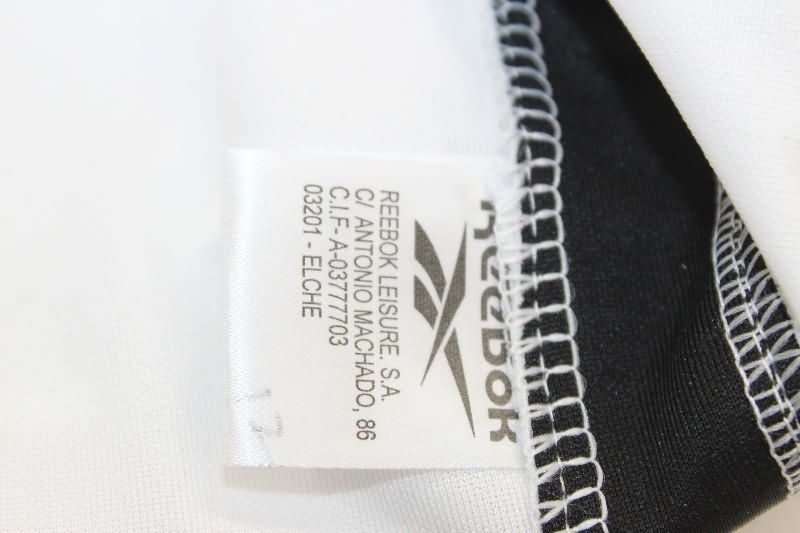 Reebok
REEBOK LEISURE, S.A.
C/ ANTONIO MACHADO, 86
C.I.F- A-03777703
03201 - ELCHE